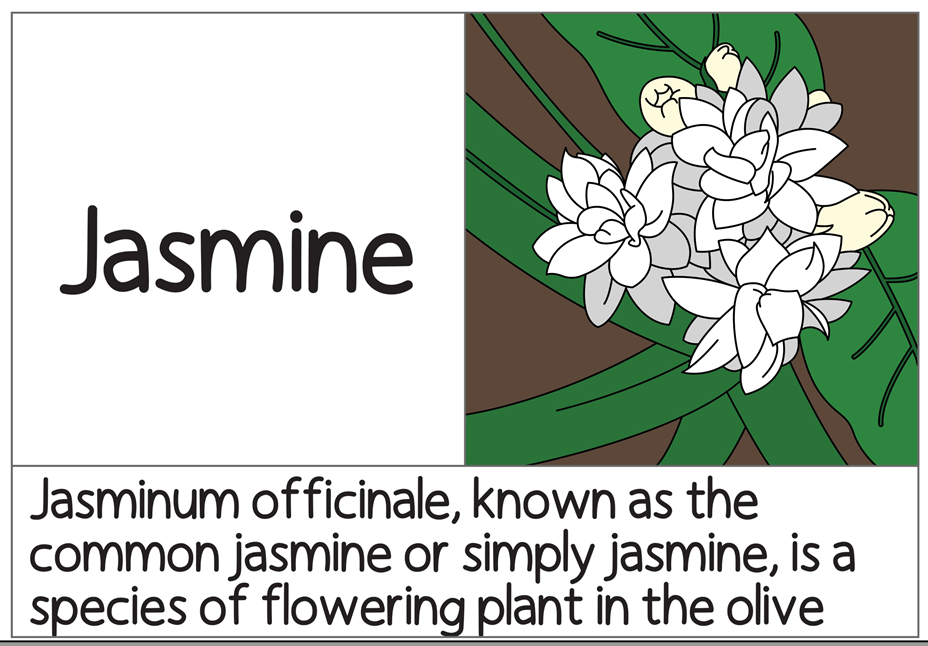 Jasmine
Jasminum officinale, known as the
common jasmine or simply jasmine, is a
species of flowering plant in the olive